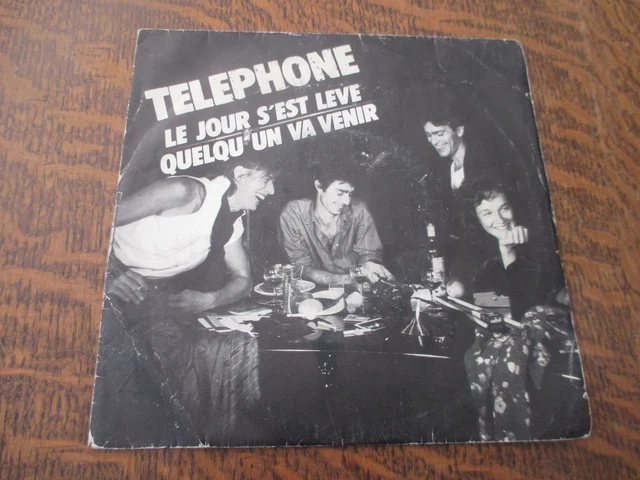 TELEPHONE
LE JOUR S'EST LEVE
QUELQU'UN VA VENIR